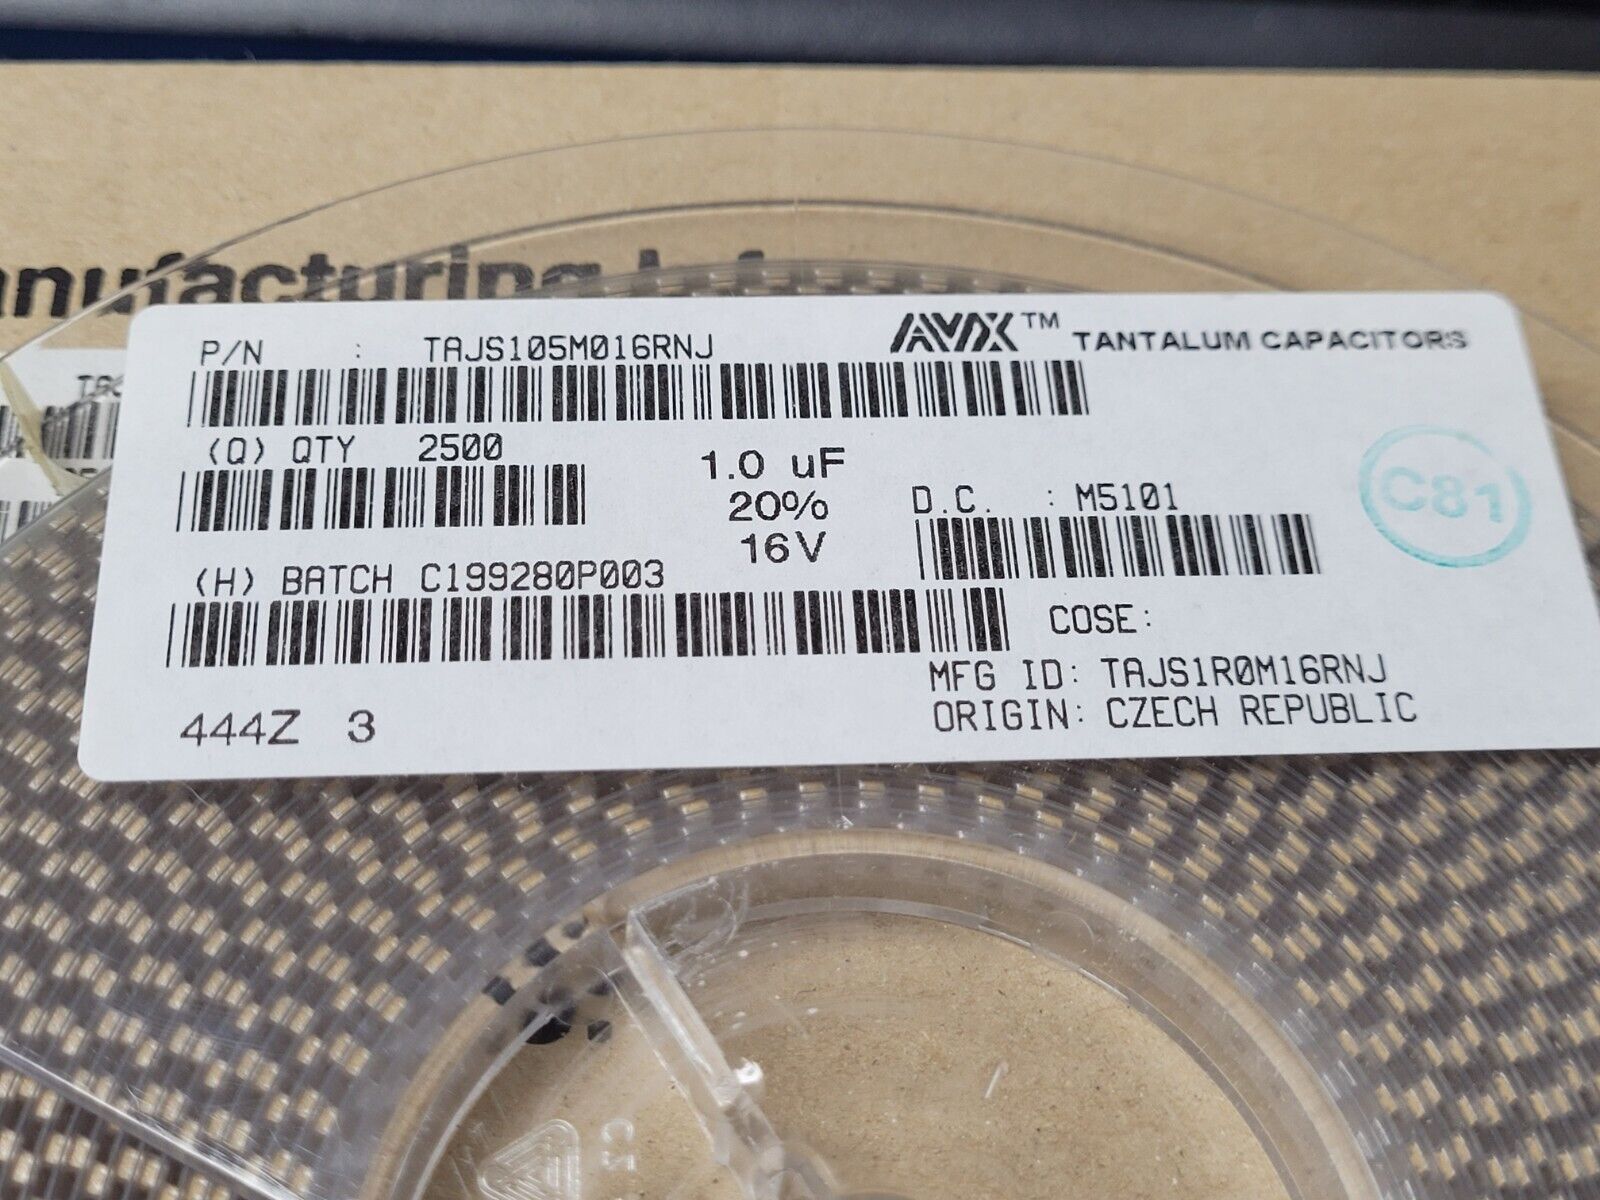 anufacturing
P/N : TAJS105M016RNJ
AVX™ TANTALUM CAPACITORS
(Q) QTY 2500
1.0 uF
20%
16V
D.C. : M5101
C81
(H) BATCH C199280P003
COSE:
MFG ID: TAJS1R0M16RNJ
ORIGIN: CZECH REPUBLIC
444Z 3